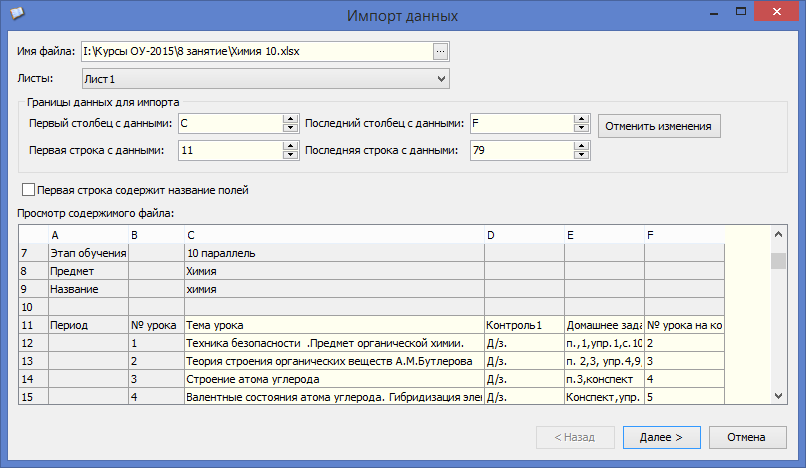 Импорт данных
Имя файла: I:\Курсы ОУ-2015\8 занятие\Химия 10.xlsx ...
Листы: Лист1
Границы данных для импорта
Первый столбец с данными: C Последний столбец с данными: F Отменить изменения
Первая строка с данными: 11 Последняя строка с данными: 79
Первая строка содержит название полей
Просмотр содержимого файла:
A B C D E F
7 Этап обучения 10 параллель
8 Предмет Химия
9 Название химия
10
11 Период № урока Тема урока Контроль1 Домашнее зада № урока на ко
12 1 Техника безопасности .Предмет органической химии. Д/з. п.,1,упр.1,с.10 2
13 2 Теория строения органических веществ А.М.Бутлерова Д/з. п. 2,3, упр.4,9, 3
14 3 Строение атома углерода Д/з. п.3,конспект 4
15 4 Валентные состояния атома углерода. Гибридизация эле Д/з. Конспект,упр. 5
< Назад Далее > Отмена